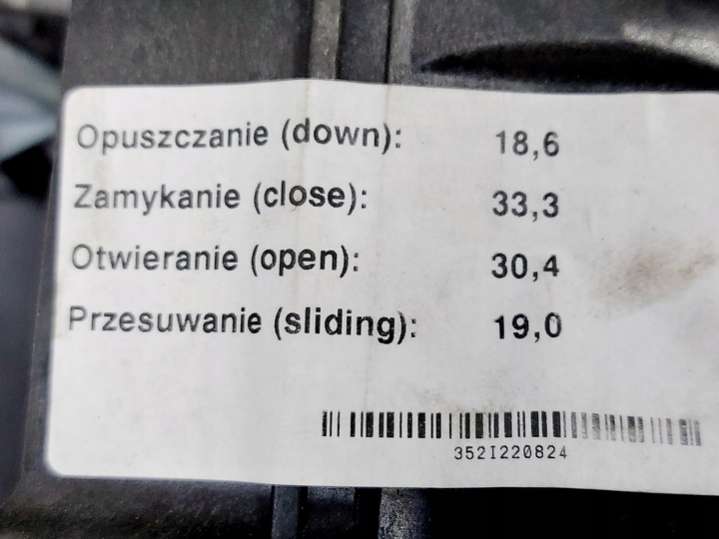 Opuszczanie (down): 18,6
Zamykanie (close): 33,3
Otwieranie (open): 30,4
Przesuwanie (sliding): 19,0
352I220824